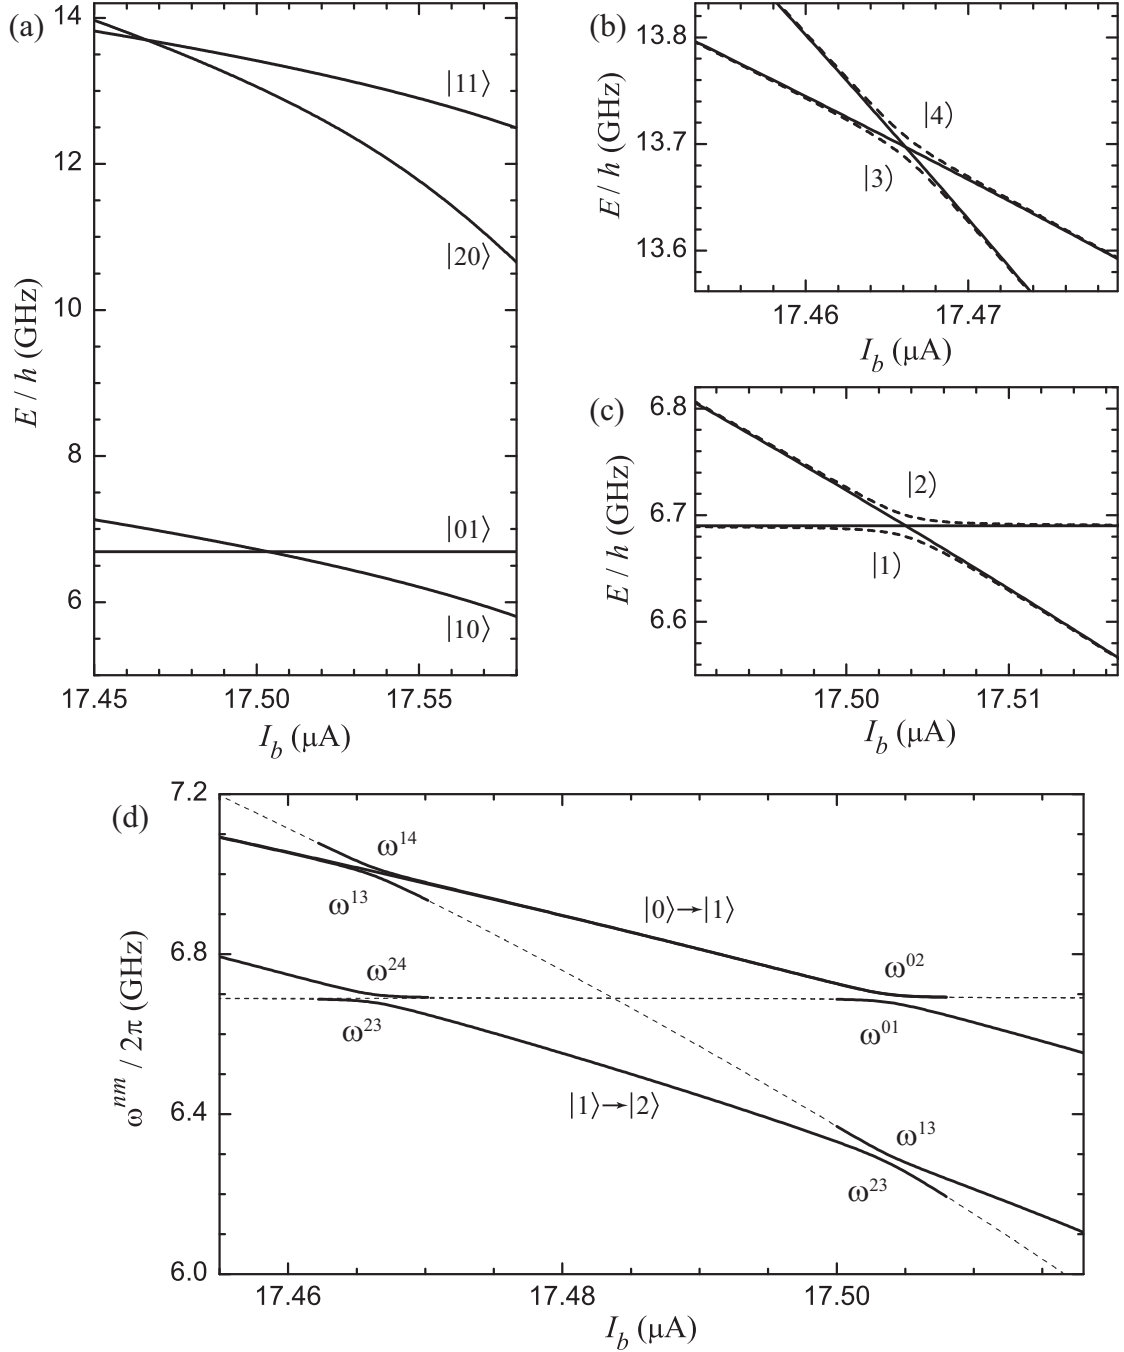 (a)
14
12
10
8
6
E / h (GHz)
|11⟩
|20⟩
|01⟩
|10⟩
17.45
17.50
17.55
I_b (μA)
(b)
13.8
13.7
13.6
E / h (GHz)
|4)
|3)
17.46
17.47
I_b (μA)
(c)
6.8
6.7
6.6
E / h (GHz)
|2)
|1)
17.50
17.51
I_b (μA)
(d)
7.2
6.8
6.4
6.0
ω^nm / 2π (GHz)
ω^14
ω^13
|0⟩→|1⟩
ω^24
ω^02
ω^23
ω^01
|1⟩→|2⟩
ω^13
ω^23
17.46
17.48
17.50
I_b (μA)